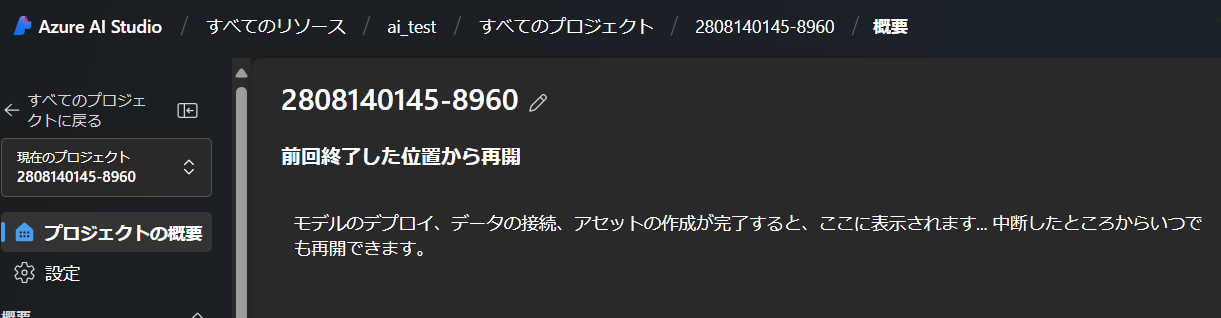 Azure AI Studio / すべてのリソース / ai_test / すべてのプロジェクト / 2808140145-8960 / 概要
すべてのプロジェ
クトに戻る
現在のプロジェクト
2808140145-8960
プロジェクトの概要
設定
概要
2808140145-8960
前回終了した位置から再開
モデルのデプロイ、データの接続、アセットの作成が完了すると、ここに表示されます... 中断したところからいつで
も再開できます。